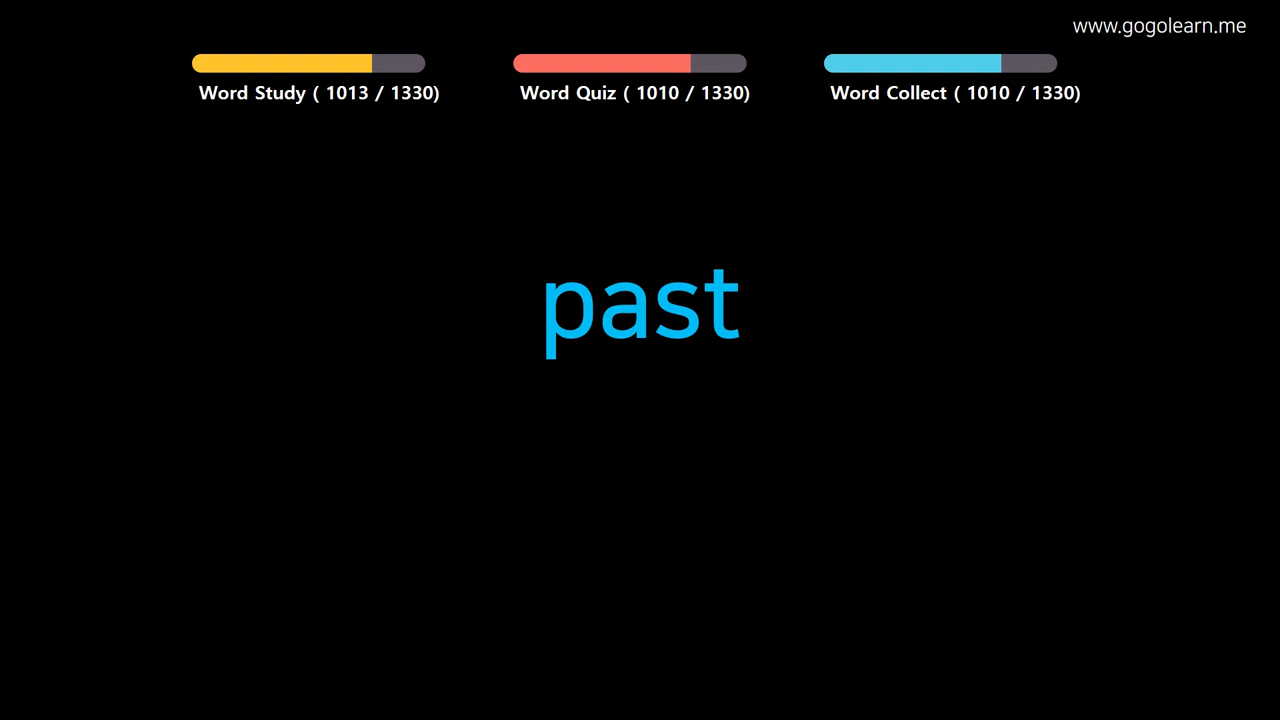 www.gogolearn.me
Word Study ( 1013 / 1330)
Word Quiz ( 1010 / 1330)
Word Collect ( 1010 / 1330)
past